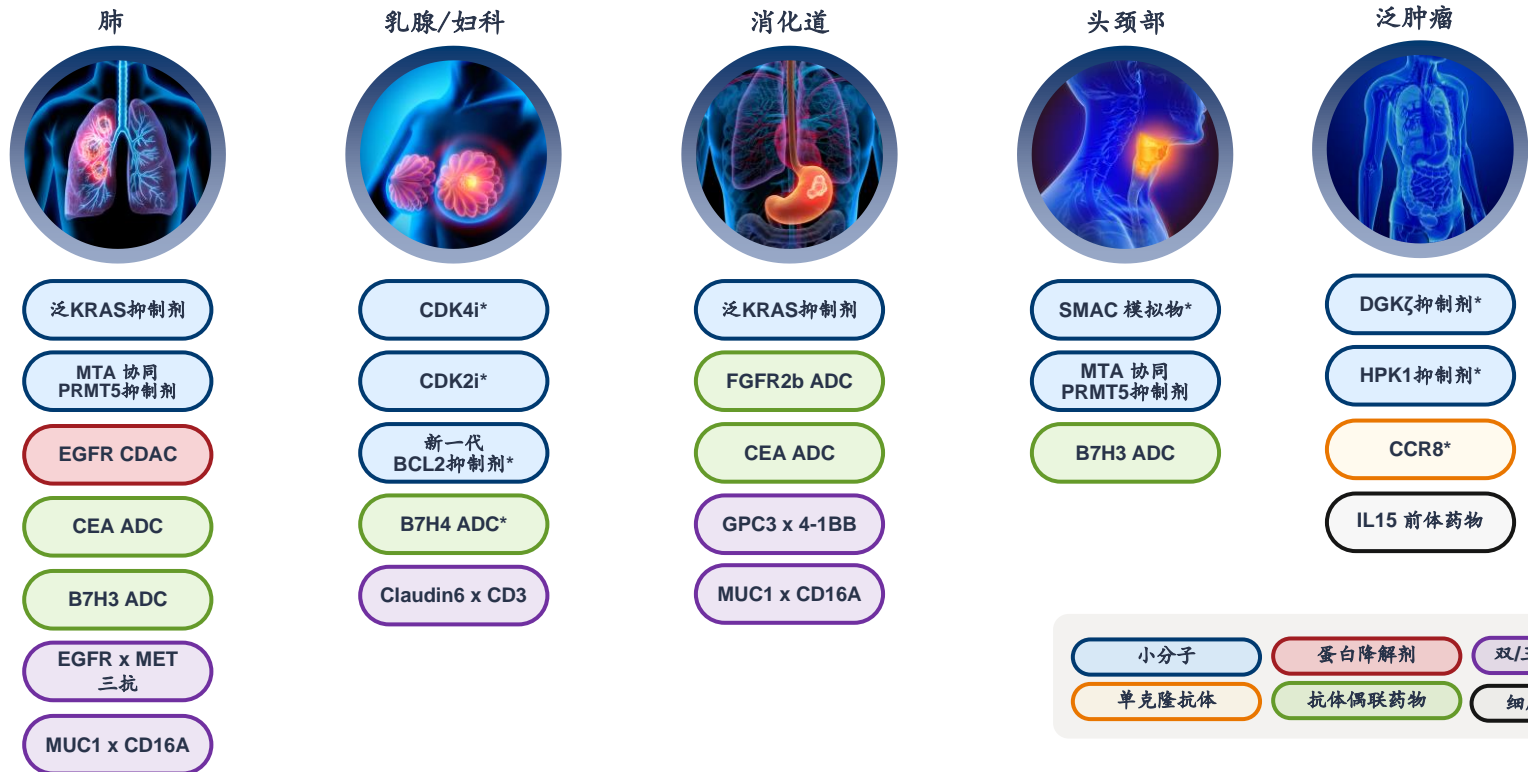 肺
泛KRAS抑制剂
MTA 协同
PRMT5抑制剂
EGFR CDAC
CEA ADC
B7H3 ADC
EGFR x MET
三抗
MUC1 x CD16A
乳腺/妇科
CDK4i*
CDK2i*
新一代
BCL2抑制剂*
B7H4 ADC*
Claudin6 x CD3
消化道
泛KRAS抑制剂
FGFR2b ADC
CEA ADC
GPC3 x 4-1BB
MUC1 x CD16A
头颈部
SMAC 模拟物*
MTA 协同
PRMT5抑制剂
B7H3 ADC
泛肿瘤
DGKζ抑制剂*
HPK1抑制剂*
CCR8*
IL15 前体药物
小分子
蛋白降解剂
双/
单克隆抗体
抗体偶联药物
细